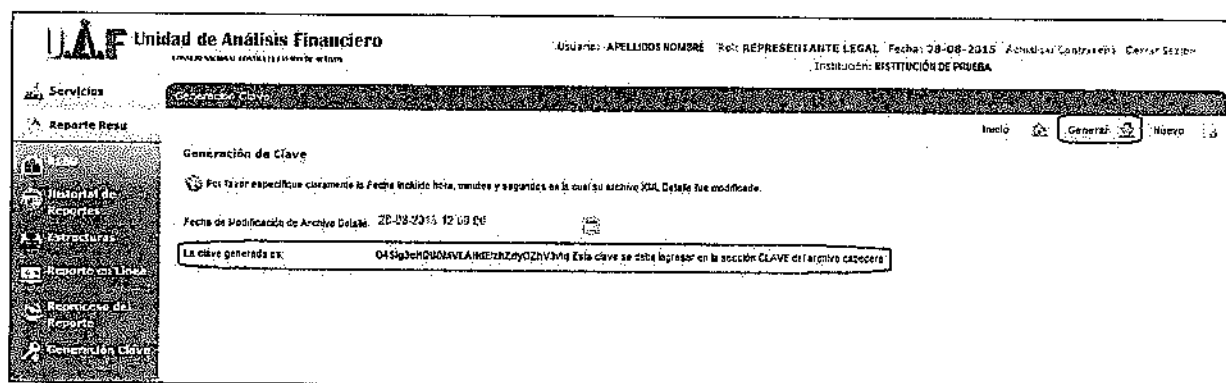 UAF Unidad de Análisis Financiero
Usuario: APELLIDOS NOMBRE Rol: REPRESENTANTE LEGAL Fecha: 28-08-2015 Actualizar Contraseña Cerrar Sesión
Institución: INSTITUCIÓN DE PRUEBA
Servicios
Generación Clave
Reporte Resu
Inicio Generar Nuevo
Generación de Clave
Por favor especifique claramente la Fecha incluido hora, minutos y segundos en la cual su archivo XML Detalle fue modificado.
Historial de Reportes
Fecha de Modificación de Archivo Detalle:
Estructuras
La clave generada es:
Esta clave se debe ingresar en la sección CLAVE del archivo cabecera
Reporte en Línea
Reproceso del Reporte
Generación Clave